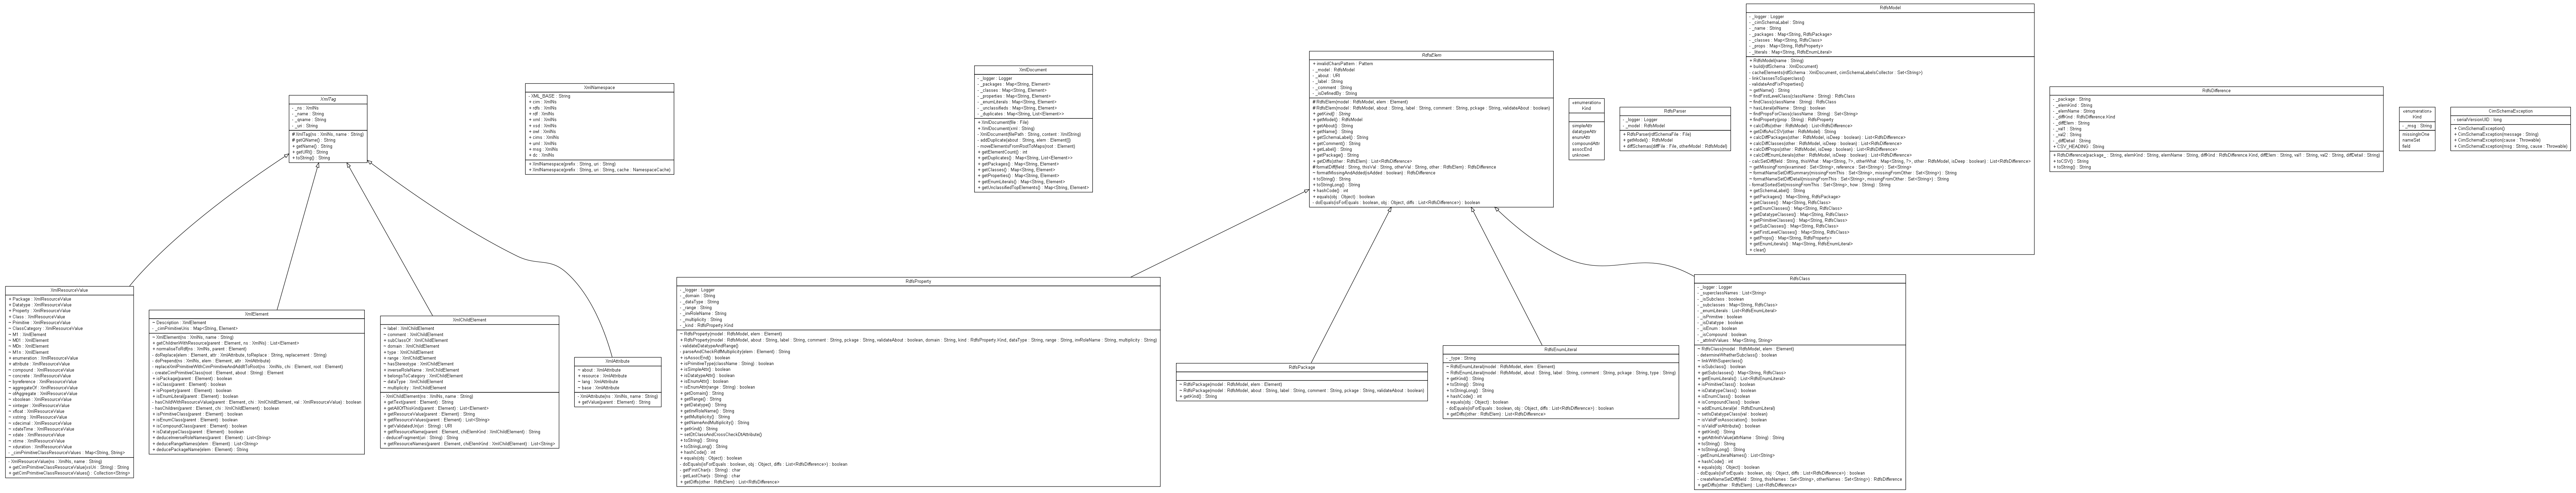 XmlTag
- _ns : XmlNs
- _name : String
- _qname : String
- _uri : String
# XmlTag(ns : XmlNs, name : String)
# getQName() : String
+ getName() : String
+ getURI() : String
+ toString() : String
XmlNamespace
- XML_BASE : String
+ cim : XmlNs
+ rdfs : XmlNs
+ rdf : XmlNs
+ xml : XmlNs
+ xsd : XmlNs
+ owl : XmlNs
+ cims : XmlNs
+ uml : XmlNs
+ msg : XmlNs
+ dc : XmlNs
+ XmlNamespace(prefix : String, uri : String)
+ XmlNamespace(prefix : String, uri : String, cache : NamespaceCache)
XmlDocument
- _logger : Logger
- _packages : Map<String, Element>
- _classes : Map<String, Element>
- _properties : Map<String, Element>
- _enumLiterals : Map<String, Element>
- _unclassifieds : Map<String, Element>
- _duplicates : Map<String, List<Element>>
+ XmlDocument(file : File)
+ XmlDocument(xml : String)
- XmlDocument(filePath : String, content : XmlString)
- addDuplicate(about : String, elem : Element[])
- moveElementsFromRootToMaps(root : Element)
+ getElementCount() : int
+ getDuplicates() : Map<String, List<Element>>
+ getPackages() : Map<String, Element>
+ getClasses() : Map<String, Element>
+ getProperties() : Map<String, Element>
+ getEnumLiterals() : Map<String, Element>
+ getUnclassifiedTopElements() : Map<String, Element>
RdfsElem
+ invalidCharsPattern : Pattern
- _model : RdfsModel
- _about : URI
- _label : String
- _comment : String
- _isDefinedBy : String
# RdfsElem(model : RdfsModel, elem : Element)
# RdfsElem(model : RdfsModel, about : String, label : String, comment : String, pckage : String, validateAbout : boolean)
+ getKind() : String
+ getModel() : RdfsModel
+ getAbout() : String
+ getName() : String
+ getSchemaLabel() : String
+ getComment() : String
+ getLabel() : String
+ getPackage() : String
+ getDiffs(other : RdfsElem) : List<RdfsDifference>
# formatDiff(field : String, thisVal : String, otherVal : String, other : RdfsElem) : RdfsDifference
~ formatMissingAndAdded(isAdded : boolean) : RdfsDifference
+ toString() : String
+ toStringLong() : String
+ hashCode() : int
+ equals(obj : Object) : boolean
- doEquals(isForEquals : boolean, obj : Object, diffs : List<RdfsDifference>) : boolean
«enumeration»
Kind
simpleAttr
datatypeAttr
enumAttr
compoundAttr
assocEnd
unknown
RdfsParser
- _logger : Logger
- _model : RdfsModel
+ RdfsParser(rdfSchemaFile : File)
+ getModel() : RdfsModel
+ diffSchemas(diffFile : File, otherModel : RdfsModel)
RdfsModel
- _logger : Logger
- _cimSchemaLabel : String
- _name : String
- _packages : Map<String, RdfsPackage>
- _classes : Map<String, RdfsClass>
- _props : Map<String, RdfsProperty>
- _literals : Map<String, RdfsEnumLiteral>
+ RdfsModel(name : String)
+ build(rdfSchema : XmlDocument)
- cacheElements(rdfSchema : XmlDocument, cimSchemaLabelsCollector : Set<String>)
- linkClassesToSuperclass()
- validateAndFixProperties()
~ getName() : String
~ findFirstLevelClass(className : String) : RdfsClass
~ findClass(className : String) : RdfsClass
~ hasLiteral(elName : String) : boolean
~ findPropsForClass(className : String) : Set<String>
~ findProperty(prop : String) : RdfsProperty
+ calcDiffs(other : RdfsModel) : List<RdfsDifference>
+ getDiffsAsCSV(other : RdfsModel) : String
~ calcDiffPackages(other : RdfsModel, isDeep : boolean) : List<RdfsDifference>
~ calcDiffClasses(other : RdfsModel, isDeep : boolean) : List<RdfsDifference>
~ calcDiffProps(other : RdfsModel, isDeep : boolean) : List<RdfsDifference>
~ calcDiffEnumLiterals(other : RdfsModel, isDeep : boolean) : List<RdfsDifference>
- calcSetDiff(field : String, thisWhat : Map<String, ?>, otherWhat : Map<String, ?>, other : RdfsModel, isDeep : boolean) : List<RdfsDifference>
- getMissingFrom(examined : Set<String>, reference : Set<String>) : Set<String>
~ formatNameSetDiffSummary(missingFromThis : Set<String>, missingFromOther : Set<String>) : String
~ formatNameSetDiffDetail(missingFromThis : Set<String>, missingFromOther : Set<String>) : String
- formatSortedSet(missingFromThis : Set<String>, how : String) : String
+ getSchemaLabel() : String
+ getPackages() : Map<String, RdfsPackage>
+ getClasses() : Map<String, RdfsClass>
+ getEnumClasses() : Map<String, RdfsClass>
+ getDatatypeClasses() : Map<String, RdfsClass>
+ getPrimitiveClasses() : Map<String, RdfsClass>
+ getSubClasses() : Map<String, RdfsClass>
+ getFirstLevelClasses() : Map<String, RdfsClass>
+ getProps() : Map<String, RdfsProperty>
+ getEnumLiterals() : Map<String, RdfsEnumLiteral>
+ clear()
RdfsDifference
- _package : String
- _elemKind : String
- _elemName : String
- _diffKind : RdfsDifference.Kind
- _diffElem : String
- _val1 : String
- _val2 : String
- _diffDetail : String
+ CSV_HEADING : String
+ RdfsDifference(package_ : String, elemKind : String, elemName : String, diffKind : RdfsDifference.Kind, diffElem : String, val1 : String, val2 : String, diffDetail : String)
+ toCSV() : String
+ toString() : String
«enumeration»
Kind
- _msg : String
missingInOne
nameSet
field
CimSchemaException
- serialVersionUID : long
+ CimSchemaException()
+ CimSchemaException(message : String)
+ CimSchemaException(cause : Throwable)
+ CimSchemaException(msg : String, cause : Throwable)
XmlResourceValue
+ Package : XmlResourceValue
+ Datatype : XmlResourceValue
+ Property : XmlResourceValue
+ Class : XmlResourceValue
~ Primitive : XmlResourceValue
~ ClassCategory : XmlResourceValue
~ M1 : XmlElement
~ M01 : XmlElement
~ M0n : XmlElement
~ M1n : XmlElement
~ enumeration : XmlResourceValue
~ attribute : XmlResourceValue
~ compound : XmlResourceValue
~ concrete : XmlResourceValue
~ byreference : XmlResourceValue
~ aggregateOf : XmlResourceValue
~ ofAggregate : XmlResourceValue
~ xboolean : XmlResourceValue
~ xinteger : XmlResourceValue
~ xfloat : XmlResourceValue
~ xstring : XmlResourceValue
~ xdecimal : XmlResourceValue
~ xdateTime : XmlResourceValue
~ xdate : XmlResourceValue
~ xtime : XmlResourceValue
~ xduration : XmlResourceValue
- _cimPrimitiveClassResourceValues : Map<String, String>
- XmlResourceValue(ns : XmlNs, name : String)
+ getCimPrimitiveClassResourceValue(xsUri : String) : String
+ getCimPrimitiveClassResourceValues() : Collection<String>
XmlElement
~ Description : XmlElement
- _cimPrimitiveUris : Map<String, Element>
~ XmlElement(ns : XmlNs, name : String)
+ getChildrenWithResource(parent : Element, ns : XmlNs) : List<Element>
+ normaliseToRdf(ns : XmlNs, parent : Element)
- doReplace(elem : Element, attr : XmlAttribute, toReplace : String, replacement : String)
- doPrepend(ns : XmlNs, elem : Element, attr : XmlAttribute)
- replaceXmlPrimitiveWithCimPrimitiveAndAddItToRoot(ns : XmlNs, chi : Element, root : Element)
- createCimPrimitiveClass(root : Element, about : String) : Element
+ isPackage(parent : Element) : boolean
+ isClass(parent : Element) : boolean
+ isProperty(parent : Element) : boolean
+ isEnumLiteral(parent : Element) : boolean
- hasChildWithResourceValue(parent : Element, chi : XmlChildElement, val : XmlResourceValue) : boolean
- hasChildren(parent : Element, chi : XmlChildElement) : boolean
+ isPrimitiveClass(parent : Element) : boolean
+ isEnumClass(parent : Element) : boolean
+ isCompoundClass(parent : Element) : boolean
+ isDatatypeClass(parent : Element) : boolean
+ deduceInverseRoleNames(parent : Element) : List<String>
+ deduceRangeNames(elem : Element) : List<String>
+ deducePackageName(elem : Element) : String
XmlChildElement
~ label : XmlChildElement
~ comment : XmlChildElement
~ subClassOf : XmlChildElement
~ domain : XmlChildElement
~ type : XmlChildElement
~ range : XmlChildElement
~ hasStereotype : XmlChildElement
~ inverseRoleName : XmlChildElement
~ belongsToCategory : XmlChildElement
~ dataType : XmlChildElement
~ multiplicity : XmlChildElement
- XmlChildElement(ns : XmlNs, name : String)
+ getText(parent : Element) : String
+ getAllOfThisKind(parent : Element) : List<Element>
+ getResourceValue(parent : Element) : String
+ getResourceValues(parent : Element) : List<String>
+ getValidatedUri(uri : String) : URI
+ getResourceName(parent : Element, chiElemKind : XmlChildElement) : String
- deduceFragment(uri : String) : String
+ getResourceNames(parent : Element, chiElemKind : XmlChildElement) : List<String>
XmlAttribute
~ about : XmlAttribute
+ resource : XmlAttribute
~ lang : XmlAttribute
~ base : XmlAttribute
- XmlAttribute(ns : XmlNs, name : String)
+ getValue(parent : Element) : String
RdfsProperty
- _logger : Logger
- _domain : String
- _dataType : String
- _range : String
- _invRoleName : String
- _multiplicity : String
- _kind : RdfsProperty.Kind
~ RdfsProperty(model : RdfsModel, elem : Element)
+ RdfsProperty(model : RdfsModel, about : String, label : String, comment : String, pckage : String, validateAbout : boolean, domain : String, kind : RdfsProperty.Kind, dataType : String, range : String, invRoleName : String, multiplicity : String)
- validateDatatypeAndRange()
- parseAndCheckRdfMultiplicity(elem : Element) : String
+ isAssocEnd() : boolean
+ isPrimitiveType(className : String) : boolean
+ isSimpleAttr() : boolean
+ isDatatypeAttr() : boolean
+ isEnumAttr() : boolean
+ isEnumAttr(range : String) : boolean
+ getDomain() : String
+ getRange() : String
+ getDataType() : String
+ getInvRoleName() : String
+ getMultiplicity() : String
+ getNameAndMultiplicity() : String
+ getKind() : String
~ setOfClassAndCrossCheckDtAttribute()
+ toString() : String
+ toStringLong() : String
+ hashCode() : int
+ equals(obj : Object) : boolean
- doEquals(isForEquals : boolean, obj : Object, diffs : List<RdfsDifference>) : boolean
- getFirstChar(s : String) : char
- getLastChar(s : String) : char
+ getDiffs(other : RdfsElem) : List<RdfsDifference>
RdfsPackage
~ RdfsPackage(model : RdfsModel, elem : Element)
~ RdfsPackage(model : RdfsModel, about : String, label : String, comment : String, pckage : String, validateAbout : boolean)
+ getKind() : String
RdfsEnumLiteral
- _type : String
~ RdfsEnumLiteral(model : RdfsModel, elem : Element)
~ RdfsEnumLiteral(model : RdfsModel, about : String, label : String, comment : String, pckage : String, type : String)
+ getKind() : String
+ toString() : String
+ toStringLong() : String
+ hashCode() : int
+ equals(obj : Object) : boolean
- doEquals(isForEquals : boolean, obj : Object, diffs : List<RdfsDifference>) : boolean
+ getDiffs(other : RdfsElem) : List<RdfsDifference>
RdfsClass
- _logger : Logger
- _superclassNames : List<String>
- _isSubclass : boolean
- _subclasses : Map<String, RdfsClass>
- _enumLiterals : List<RdfsEnumLiteral>
- _isPrimitive : boolean
- _isDatatype : boolean
- _isEnum : boolean
- _isCompound : boolean
- _attrInitValues : Map<String, String>
~ RdfsClass(model : RdfsModel, elem : Element)
- determineWhetherSubclass() : boolean
~ linkWithSuperclass()
+ isSubclass() : boolean
+ getSubclasses() : Map<String, RdfsClass>
+ getEnumLiterals() : List<RdfsEnumLiteral>
+ isPrimitiveClass() : boolean
+ isDatatypeClass() : boolean
+ isEnumClass() : boolean
+ isCompoundClass() : boolean
~ addEnumLiteral(el : RdfsEnumLiteral)
~ setIsDatatypeClass(val : boolean)
~ isValidForAssociation() : boolean
~ isValidForAttribute() : boolean
+ getKind() : String
+ getAttrInitValue(attrName : String) : String
+ toString() : String
+ toStringLong() : String
- getEnumLiteralNames() : List<String>
+ hashCode() : int
+ equals(obj : Object) : boolean
- doEquals(isForEquals : boolean, obj : Object, diffs : List<RdfsDifference>) : boolean
- createNameSetDiff(field : String, thisNames : Set<String>, otherNames : Set<String>) : RdfsDifference
+ getDiffs(other : RdfsElem) : List<RdfsDifference>